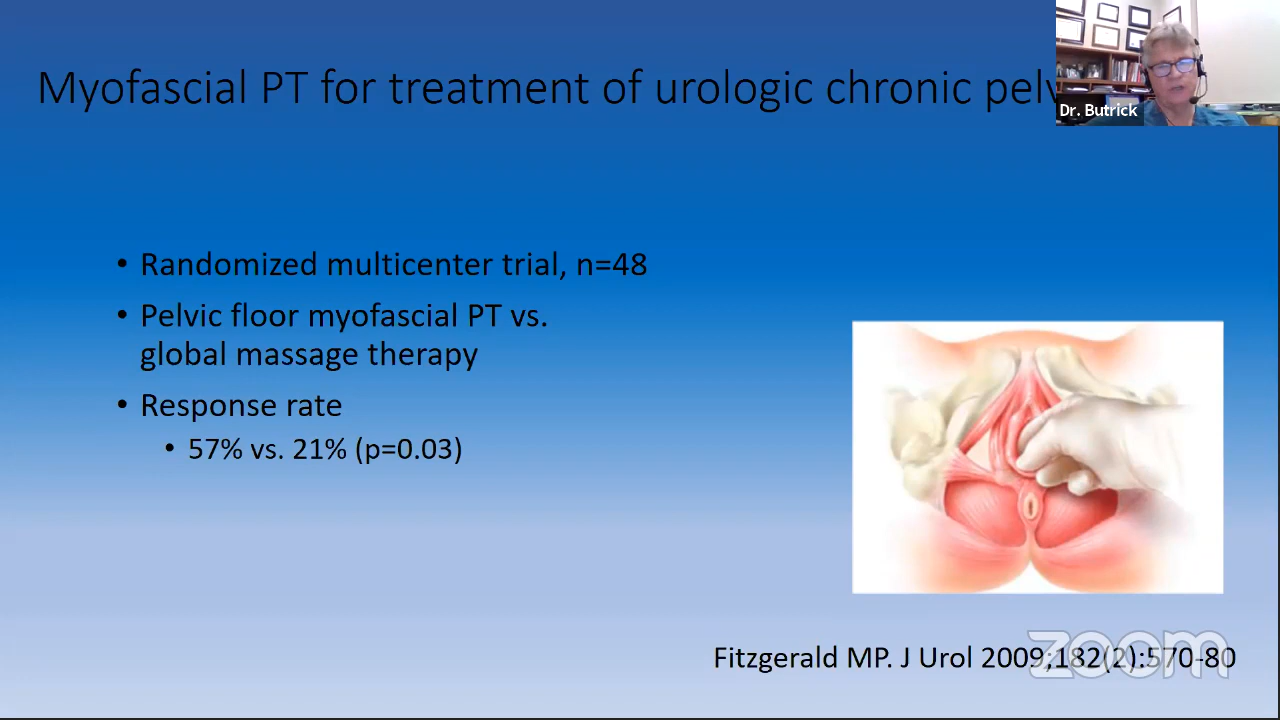 Myofascial PT for treatment of urologic chronic pelv
Dr. Butrick
• Randomized multicenter trial, n=48
• Pelvic floor myofascial PT vs.
global massage therapy
• Response rate
• 57% vs. 21% (p=0.03)
Fitzgerald MP. J Urol 2009;182(2):570-80
zoom